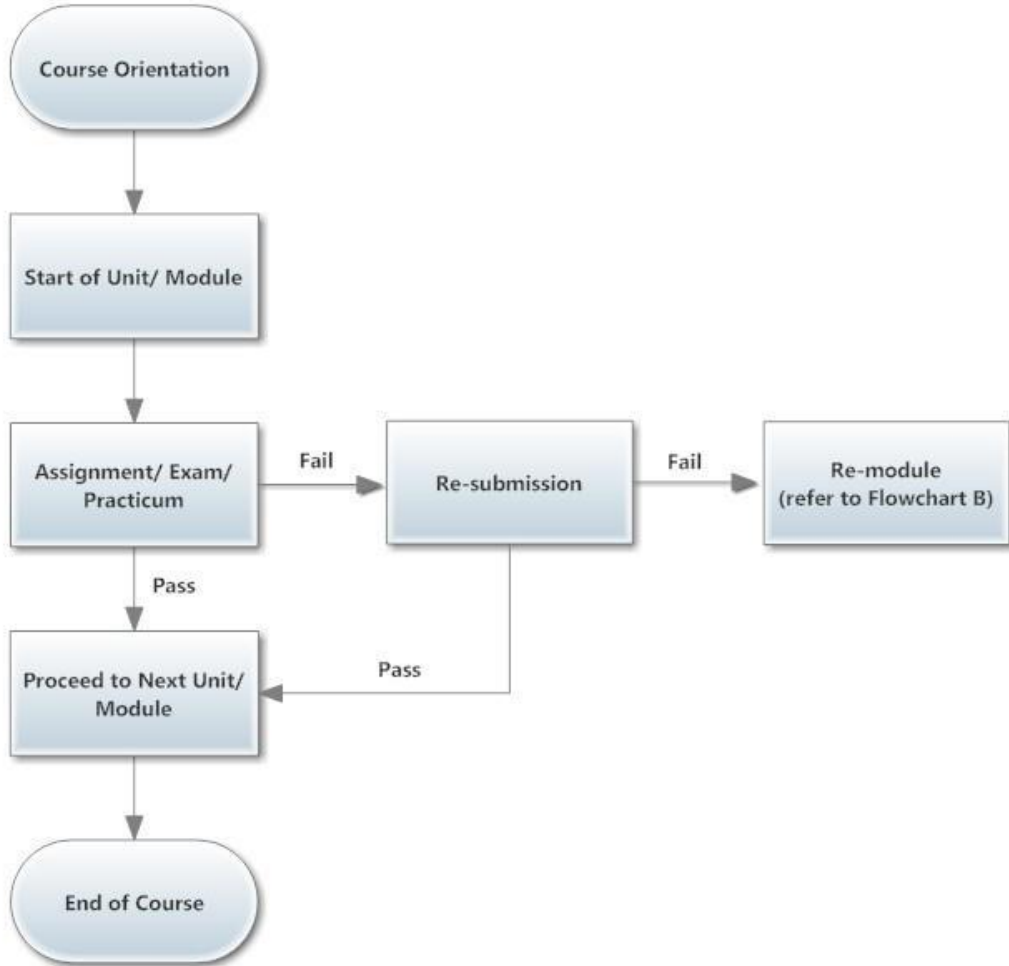 Course Orientation
Start of Unit/ Module
Assignment/ Exam/
Practicum
Fail
Re-submission
Fail
Re-module
(refer to Flowchart B)
Pass
Proceed to Next Unit/
Module
Pass
End of Course